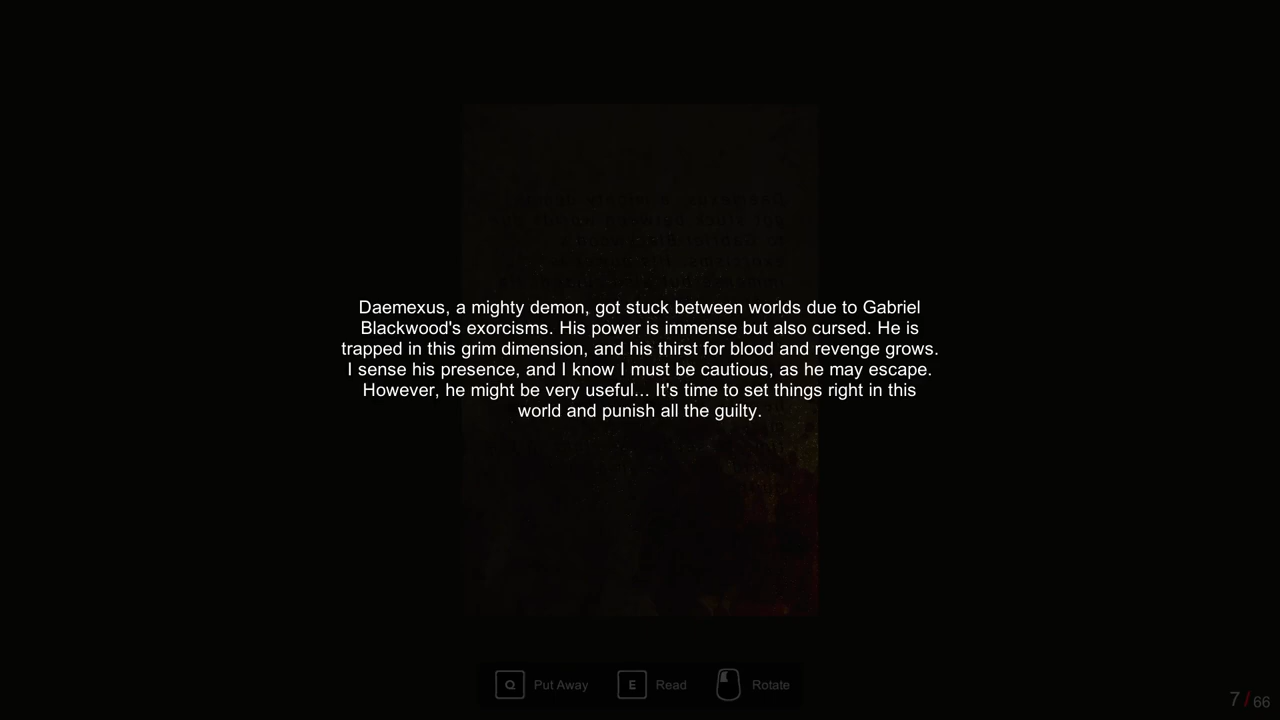 Daemexus, a mighty demon, got stuck between worlds due to Gabriel
Blackwood's exorcisms. His power is immense but also cursed. He is
trapped in this grim dimension, and his thirst for blood and revenge grows.
I sense his presence, and I know I must be cautious, as he may escape.
However, he might be very useful... It's time to set things right in this
world and punish all the guilty.
Q Put Away E Read Rotate
7 / 66